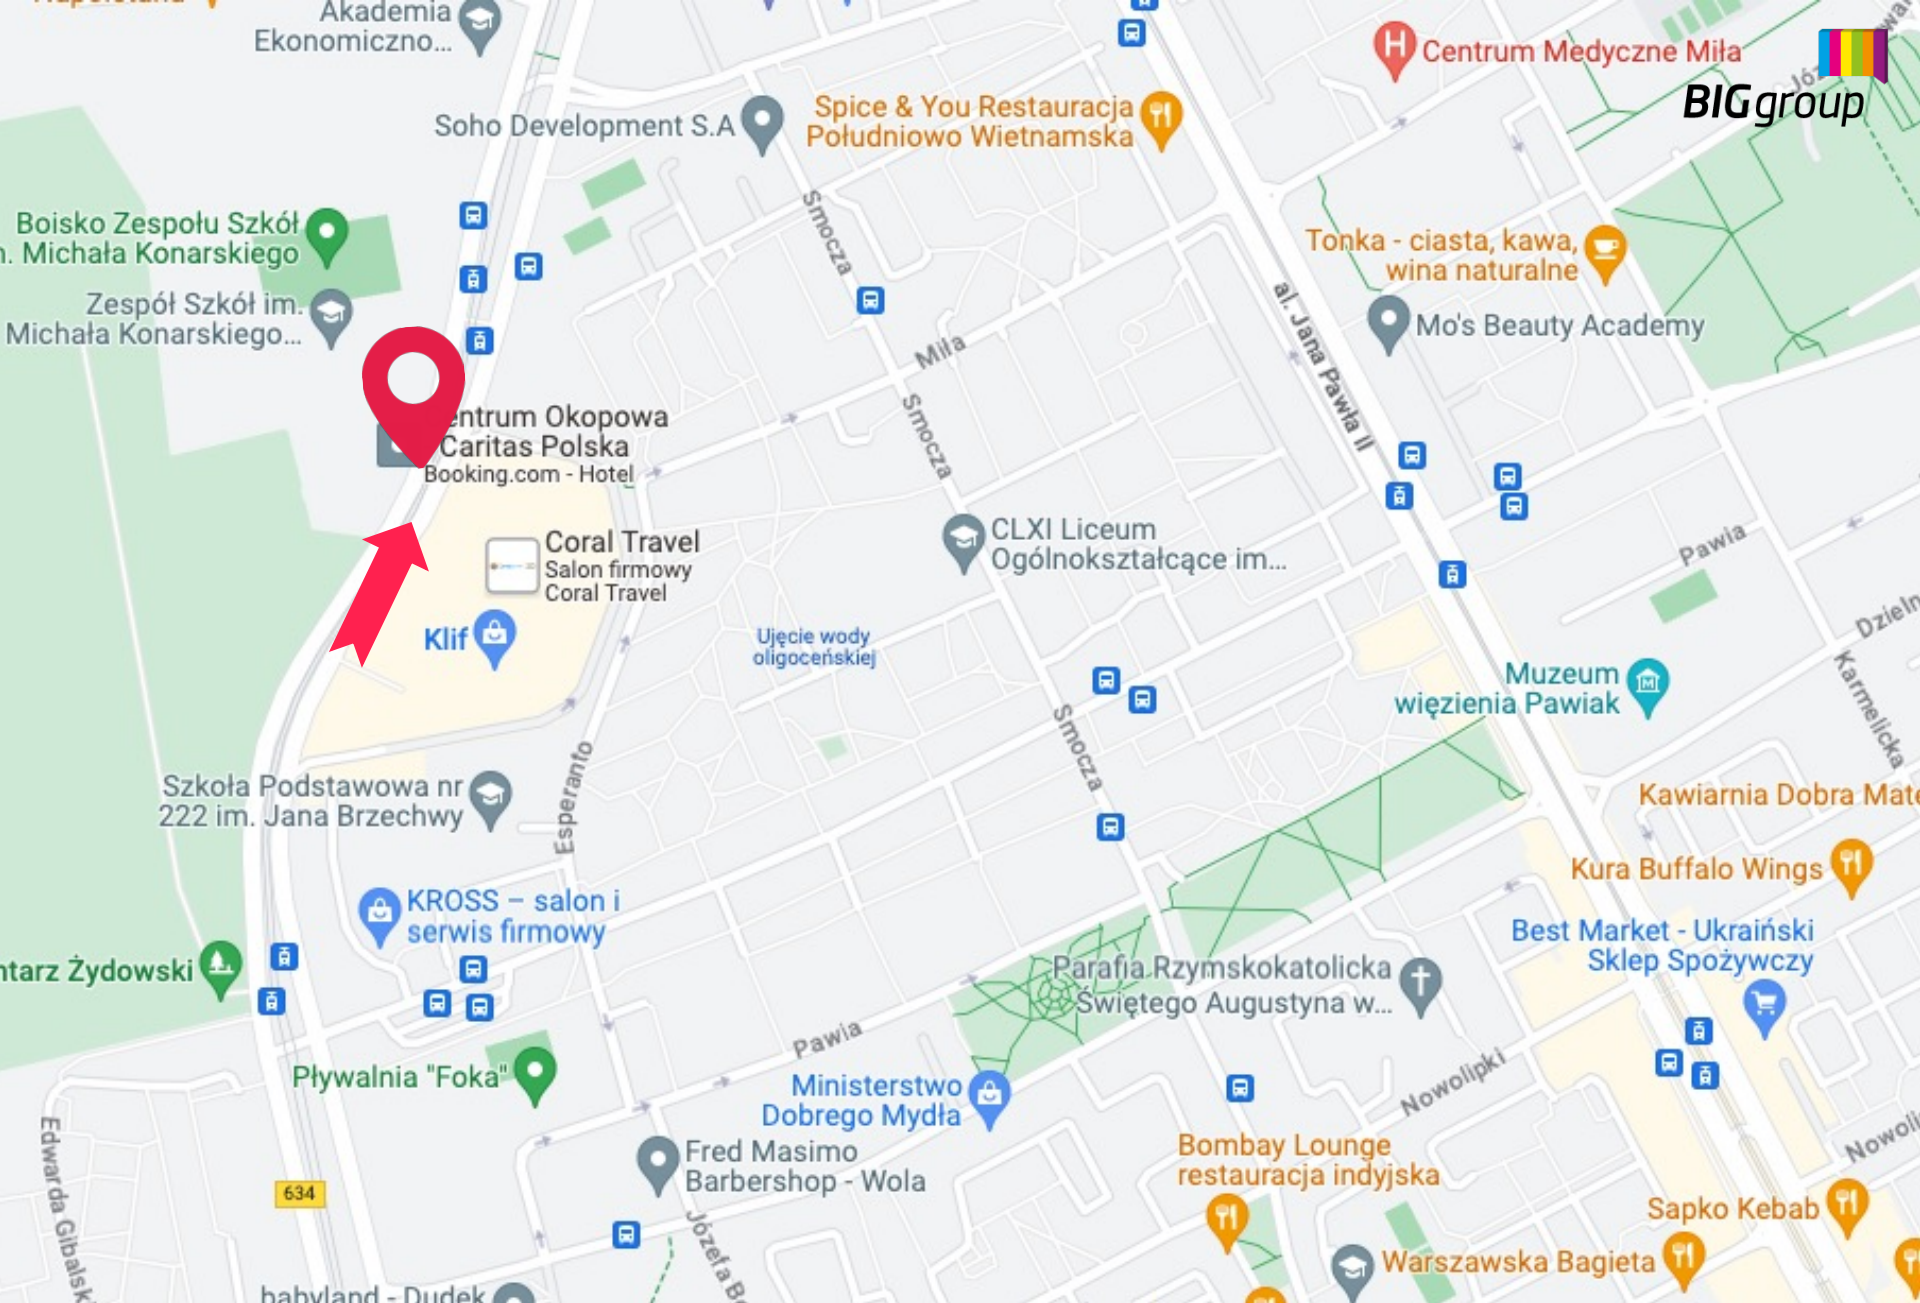 Akademia
Ekonomiczno...
Centrum Medyczne Miła
BIGgroup
Soho Development S.A
Spice & You Restauracja
Południowo Wietnamska
Boisko Zespołu Szkół
Michała Konarskiego
Smocza
Tonka - ciasta, kawa,
wina naturalne
Zespół Szkół im.
Michała Konarskiego...
al. Jana Pawła II
Mo's Beauty Academy
Miła
entrum Okopowa
Caritas Polska
Booking.com - Hotel
Smocza
Coral Travel
Salon firmowy
Coral Travel
CLXI Liceum
Ogólnokształcące im...
Pawia
Klif
Ujęcie wody
oligoceńskiej
Dzieln
Karmelicka
Muzeum
więzienia Pawiak
Smocza
Esperanto
Szkoła Podstawowa nr
222 im. Jana Brzechwy
Kawiarnia Dobra Mate
Kura Buffalo Wings
KROSS – salon i
serwis firmowy
Best Market - Ukraiński
Sklep Spożywczy
ntarz Żydowski
Parafia Rzymskokatolicka
Świętego Augustyna w...
Pawia
Pływalnia "Foka"
Ministerstwo
Dobrego Mydła
Nowolipki
Edwarda Gibalski
Fred Masimo
Barbershop - Wola
Bombay Lounge
restauracja indyjska
Nowoli
634
Józefa Be
Sapko Kebab
Warszawska Bagieta
babyland - Dudek